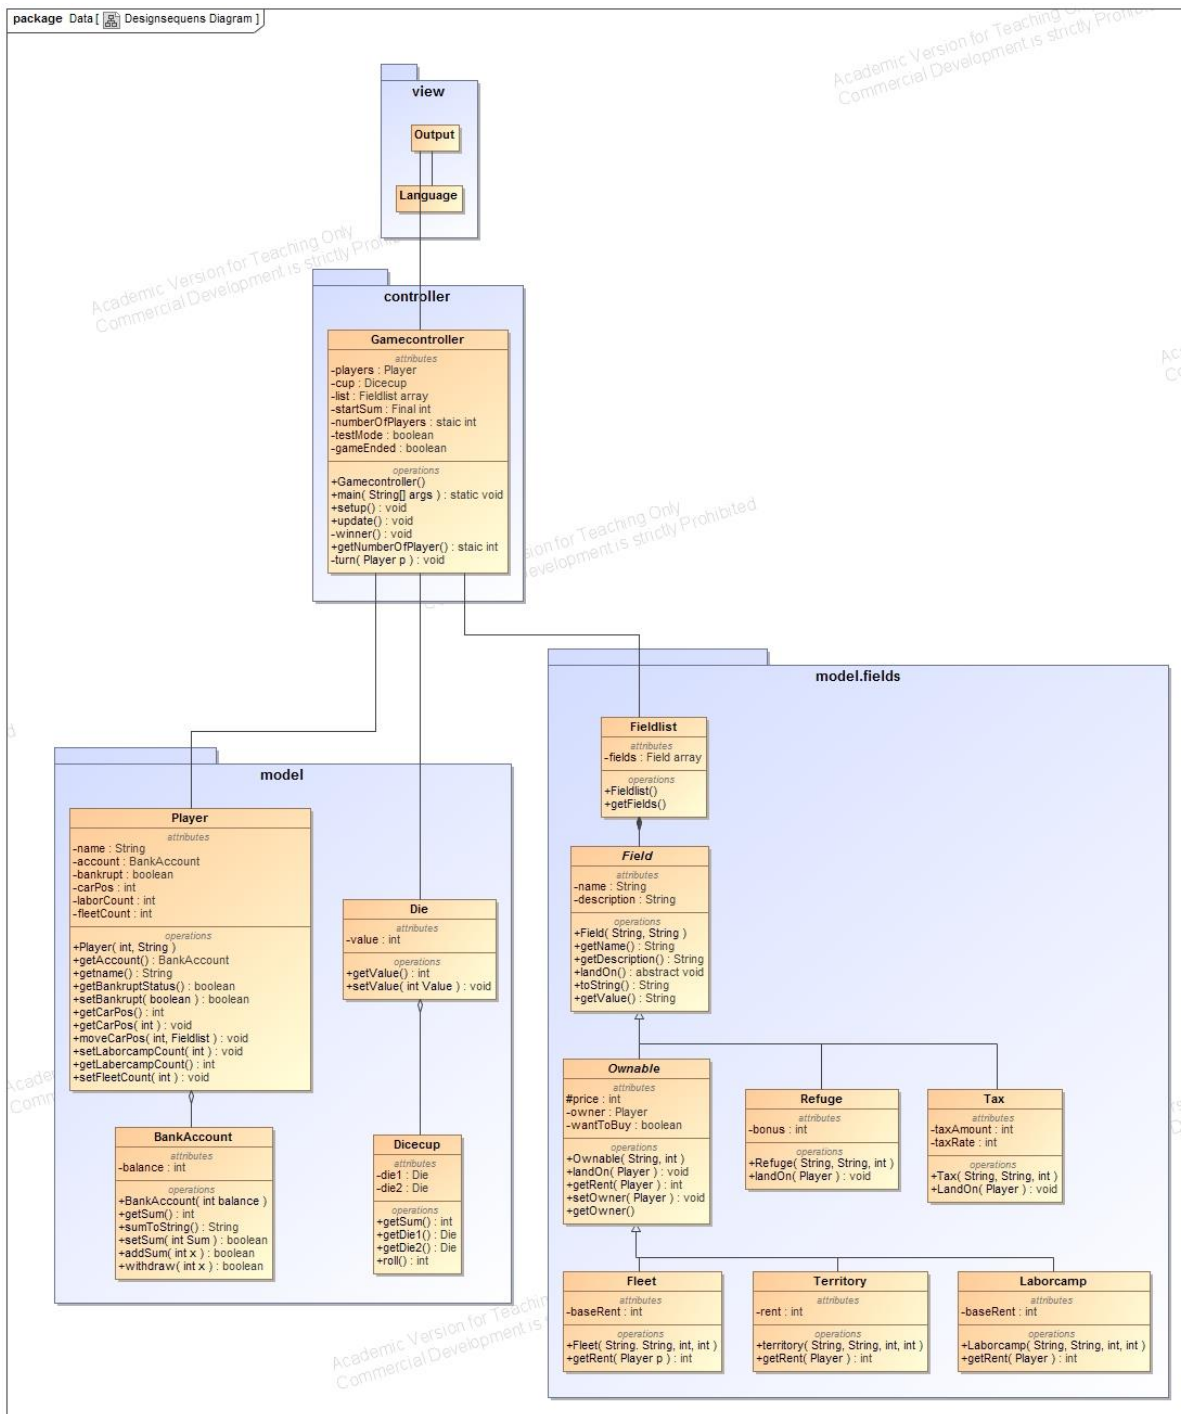 package Data [ Designsequens Diagram ]
Academic Version for Teaching Only
Commercial Development is strictly Prohibited
view
Output
Language
Academic Version for Teaching Only
Commercial Development is strictly
controller
Gamecontroller
attributes
-players : Player
-cup : Dicecup
-list : Fieldlist array
-startSum : Final int
-numberOfPlayers : staic int
-testMode : boolean
-gameEnded : boolean
operations
+Gamecontroller()
+main( String[] args ) : static void
+setup() : void
+update() : void
-winner() : void
+getNumberOfPlayer() : staic int
-turn( Player p ) : void
for Teaching Only
is strictly Prohibited
model
Player
attributes
-name : String
-account : BankAccount
-bankrupt : boolean
-carPos : int
-laborCount : int
-fleetCount : int
operations
+Player( int, String )
+getAccount() : BankAccount
+getname() : String
+getBankruptStatus() : boolean
+setBankrupt( boolean ) : boolean
+getCarPos() : int
+getCarPos( int ) : void
+moveCarPos( int, Fieldlist ) : void
+setLaborcampCount( int ) : void
+getLabercampCount() : int
+setFleetCount( int ) : void
BankAccount
attributes
-balance : int
operations
+BankAccount( int balance )
+getSum() : int
+sumToString() : String
+setSum( int Sum ) : boolean
+addSum( int x ) : boolean
+withdraw( int x ) : boolean
Die
attributes
-value : int
operations
+getValue() : int
+setValue( int Value ) : void
Dicecup
attributes
-die1 : Die
-die2 : Die
operations
+getSum() : int
+getDie1() : Die
+getDie2() : Die
+roll() : int
model.fields
Fieldlist
attributes
-fields : Field array
operations
+Fieldlist()
+getFields()
Field
attributes
-name : String
-description : String
operations
+Field( String, String )
+getName() : String
+getDescription() : String
+landOn() : abstract void
+toString() : String
+getValue() : String
Ownable
attributes
#price : int
-owner : Player
-wantToBuy : boolean
operations
+Ownable( String, int )
+landOn( Player ) : void
+getRent( Player ) : int
+setOwner( Player ) : void
+getOwner()
Refuge
attributes
-bonus : int
operations
+Refuge( String, String, int )
+landOn( Player ) : void
Tax
attributes
-taxAmount : int
-taxRate : int
operations
+Tax( String, String, int )
+LandOn( Player ) : void
Fleet
attributes
-baseRent : int
operations
+Fleet( String. String, int, int )
+getRent( Player p ) : int
Territory
attributes
-rent : int
operations
+territory( String, String, int, int )
+getRent( Player ) : int
Laborcamp
attributes
-baseRent : int
operations
+Laborcamp( String, String, int, int )
+getRent( Player ) : int
Academic Version for Teaching
Commercial Development is